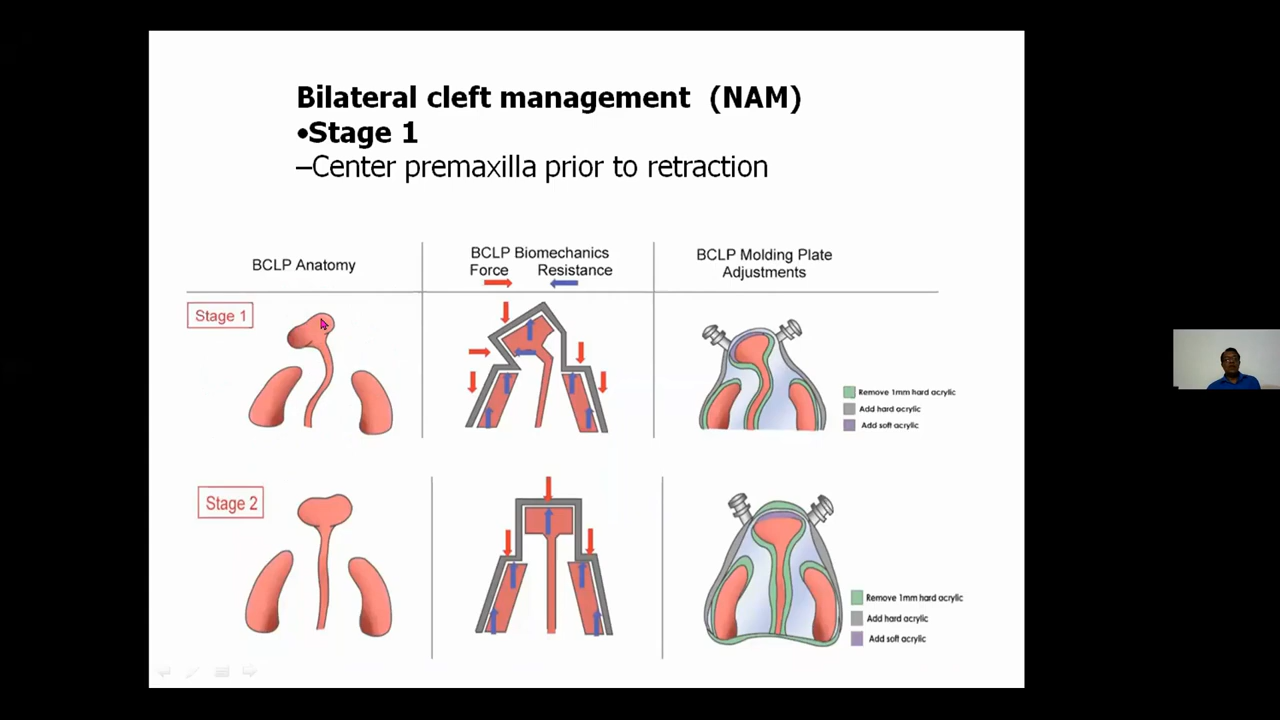 Bilateral cleft management (NAM)
•Stage 1
–Center premaxilla prior to retraction
BCLP Anatomy
BCLP Biomechanics
Force Resistance
BCLP Molding Plate
Adjustments
Stage 1
Remove 1mm hard acrylic
Add hard acrylic
Add soft acrylic
Stage 2
Remove 1mm hard acrylic
Add hard acrylic
Add soft acrylic